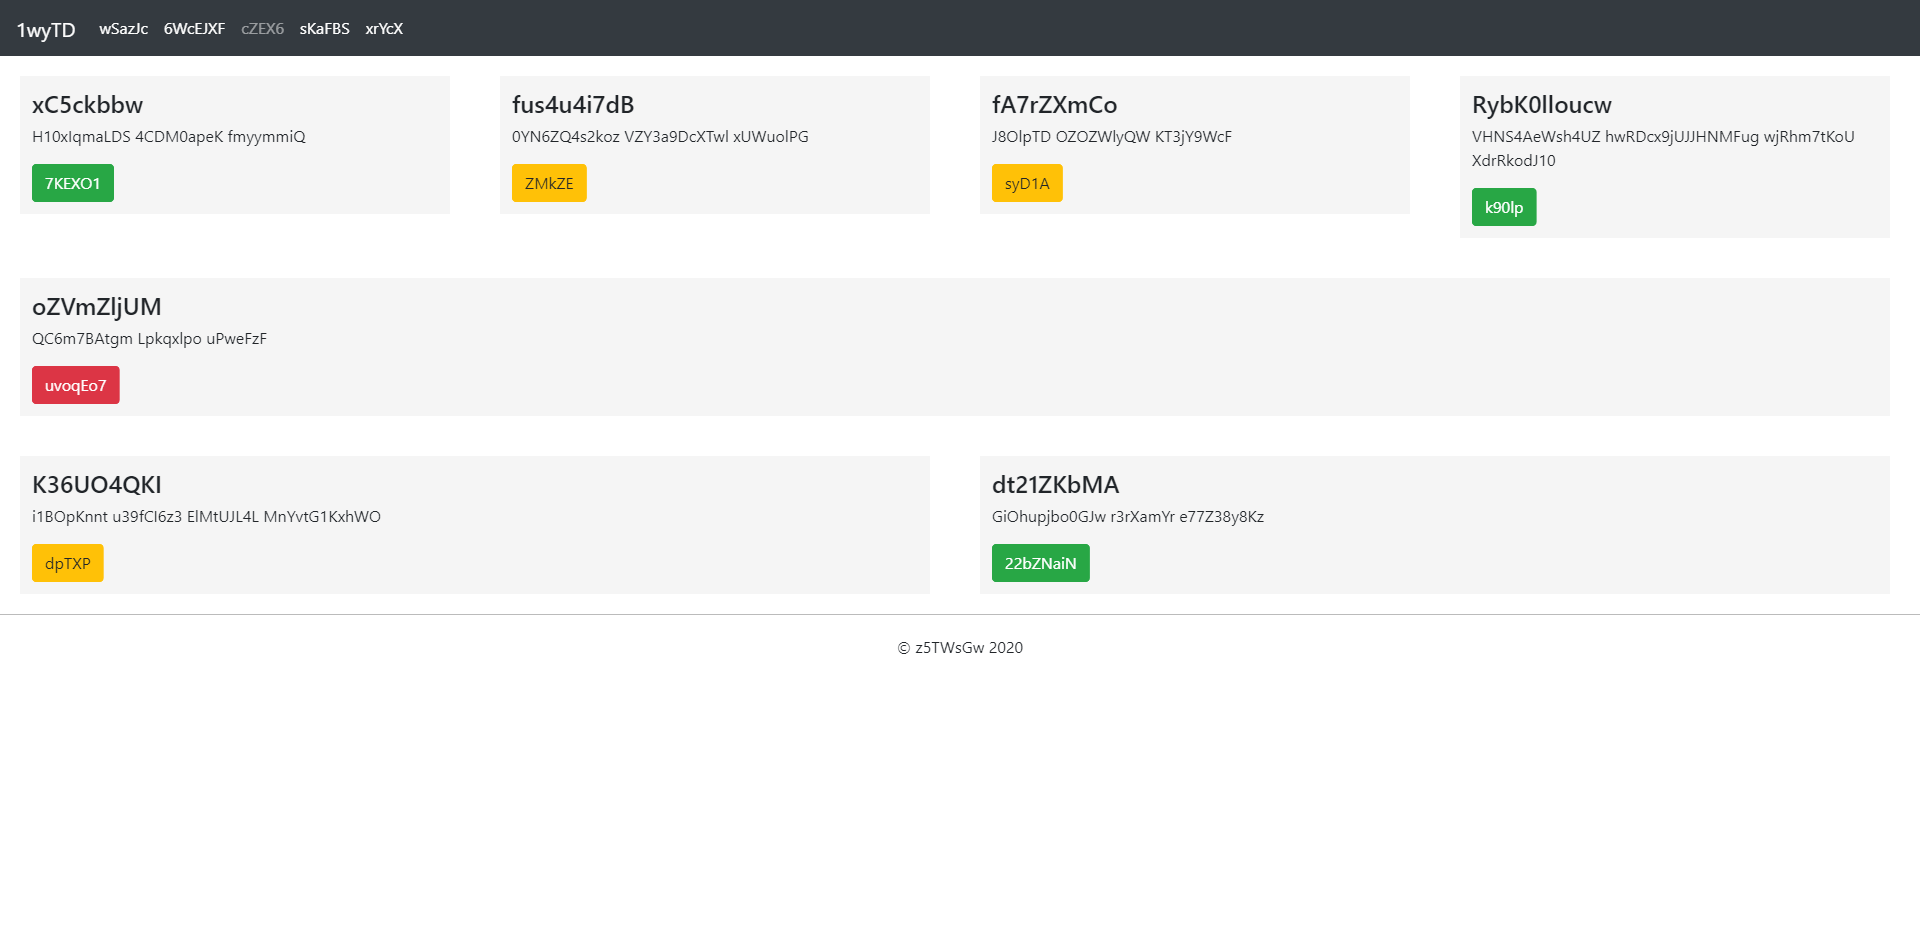 1wyTD wSazJc 6WcEJXF cZEX6 sKaFBS xrYcX
xC5ckbbw
H10xIqmaLDS 4CDM0apeK fmyymmiQ
7KEXO1
fus4u4i7dB
0YN6ZQ4s2koz VZY3a9DcXTwl xUWuolPG
ZMkZE
fA7rZXmCo
J8OlpTD OZOZWlyQW KT3jY9WcF
syD1A
RybK0lloucw
VHNS4AeWsh4UZ hwRDcx9jUJJHNMFug wjRhm7tKoU
XdrRkodJ10
k90lp
oZVmZljUM
QC6m7BAtgm Lpkqxlpo uPweFzF
uvoqEo7
K36UO4QKI
i1BOpKnnt u39fCI6z3 ElMtUJL4L MnYvtG1KxhWO
dpTXP
dt21ZKbMA
GiOhupjbo0GJw r3rXamYr e77Z38y8Kz
22bZNaiN
© z5TWsGw 2020